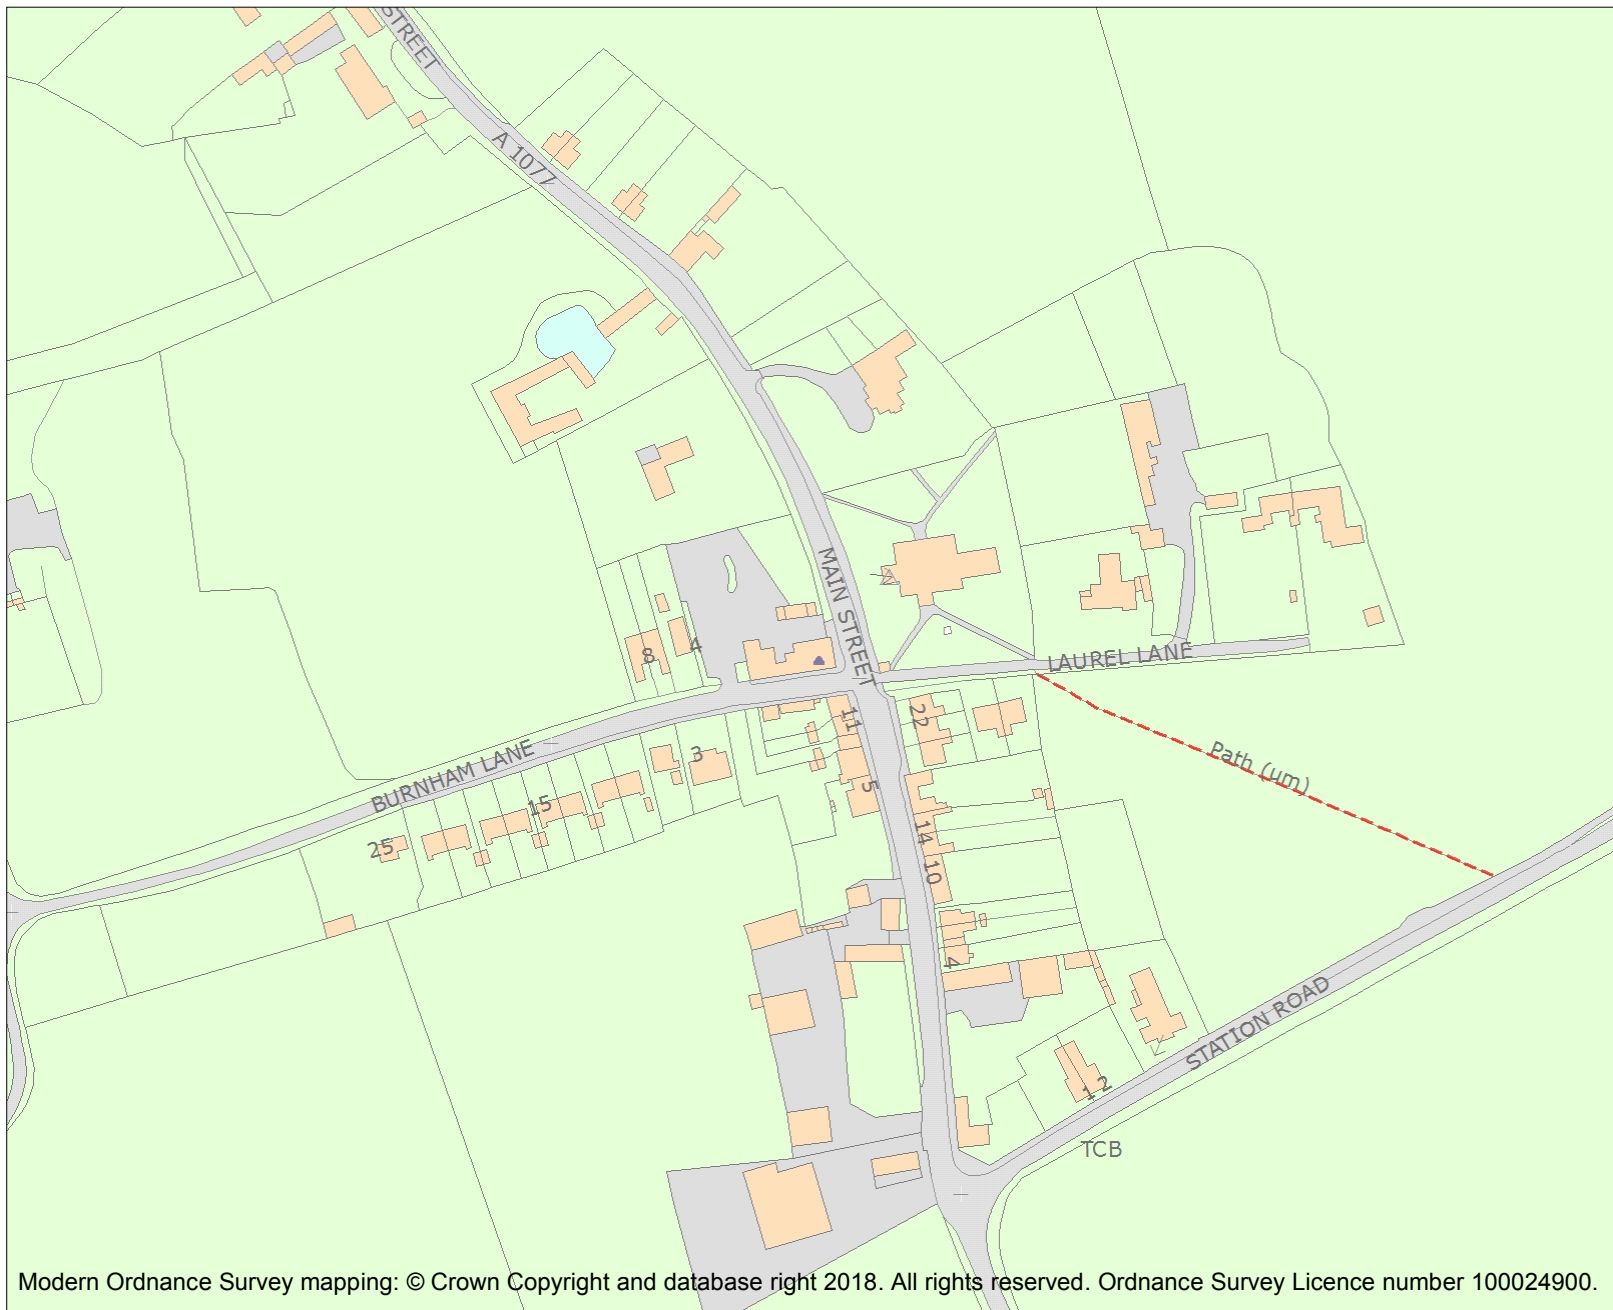 STREET
A 1077
MAIN STREET
8
4
LAUREL LANE
11
22
Path (um)
BURNHAM LANE
3
5
15
25
14
10
4
STATION ROAD
1
2
TCB
Modern Ordnance Survey mapping: © Crown Copyright and database right 2018. All rights reserved. Ordnance Survey Licence number 100024900.